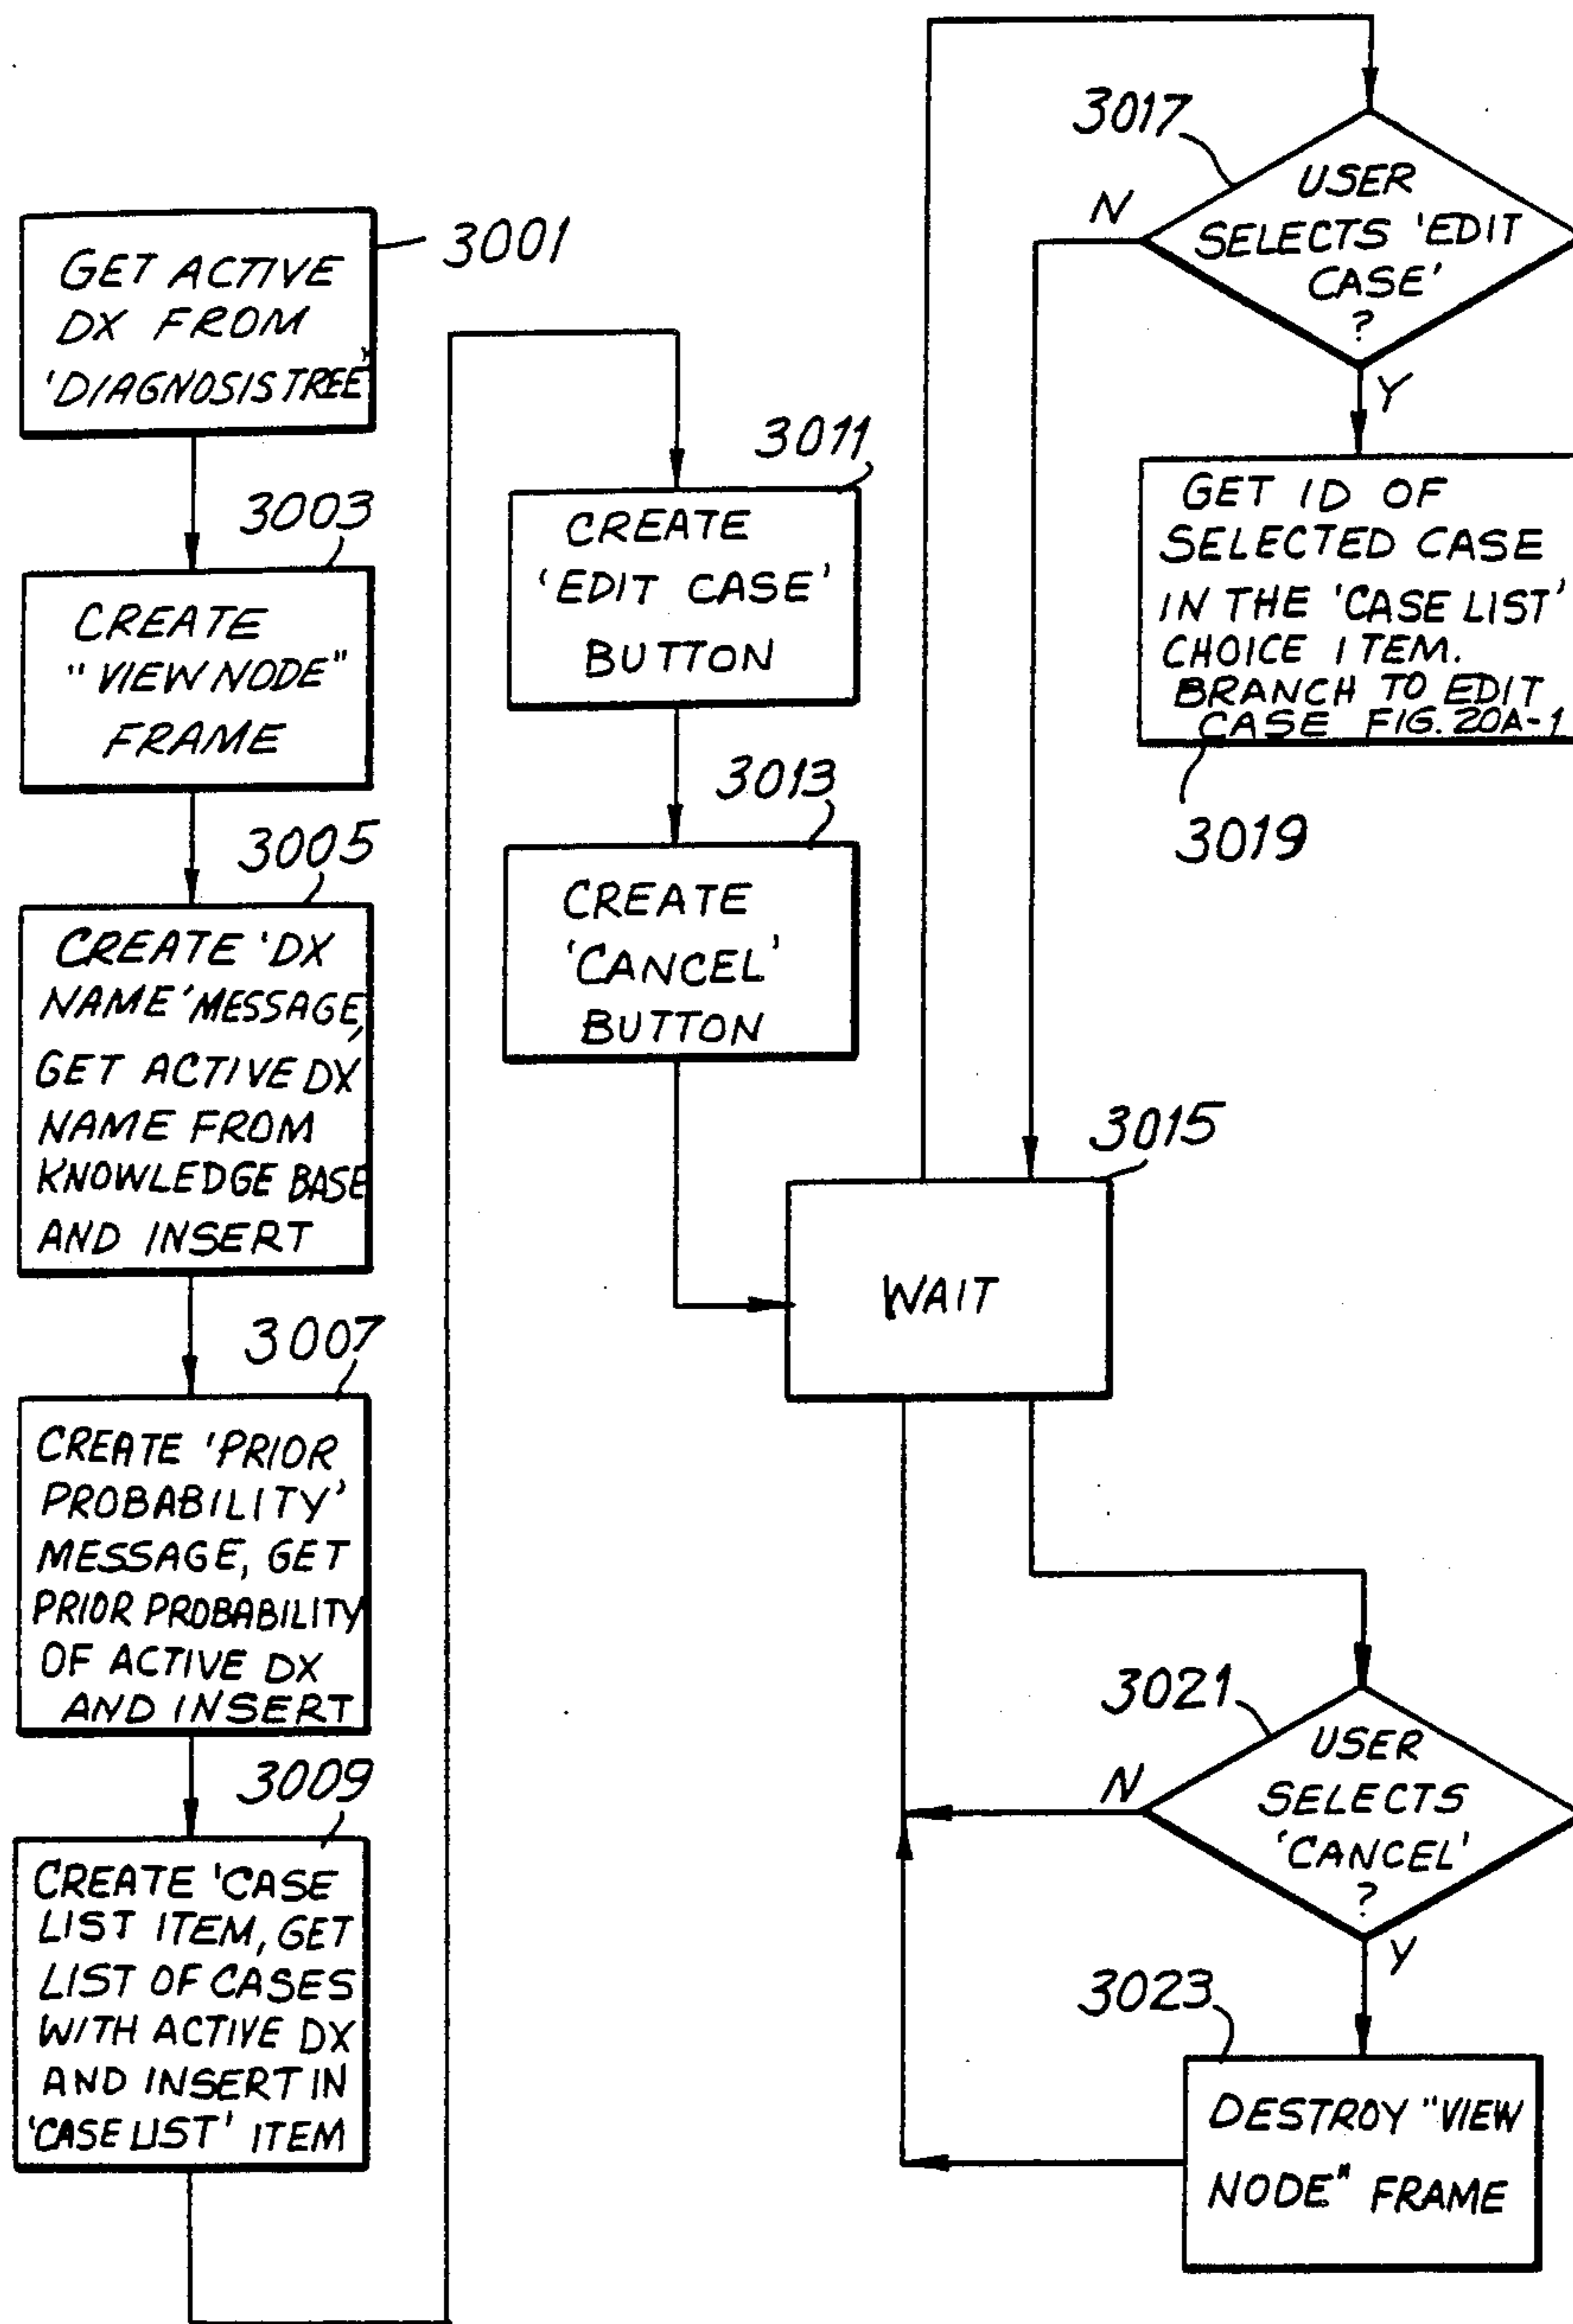 3001
GET ACTIVE
DX FROM
'DIAGNOSIS TREE'
3003
CREATE
"VIEW NODE"
FRAME
3005
CREATE 'DX
NAME' MESSAGE,
GET ACTIVE DX
NAME FROM
KNOWLEDGE BASE
AND INSERT
3007
CREATE 'PRIOR
PROBABILITY'
MESSAGE, GET
PRIOR PROBABILITY
OF ACTIVE DX
AND INSERT
3009
CREATE 'CASE
LIST ITEM, GET
LIST OF CASES
WITH ACTIVE DX
AND INSERT IN
'CASE LIST' ITEM
3011
CREATE
'EDIT CASE'
BUTTON
3013
CREATE
'CANCEL'
BUTTON
3015
WAIT
3017
USER
SELECTS 'EDIT
CASE'
?
N
Y
GET ID OF
SELECTED CASE
IN THE 'CASE LIST'
CHOICE ITEM.
BRANCH TO EDIT
CASE FIG. 20A-1
3019
3021
USER
SELECTS
'CANCEL'
?
N
Y
3023
DESTROY "VIEW
NODE" FRAME